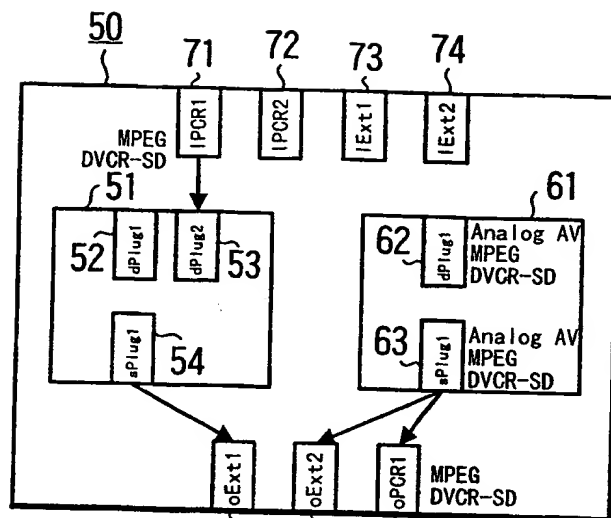 50
71
72
73
74
IPCR1
IPCR2
IExt1
IExt2
MPEG
DVCR-SD
51
61
52
dPlug1
dPlug2
53
62
dPlug1
Analog AV
MPEG
DVCR-SD
sPlug1
54
63
sPlug1
Analog AV
MPEG
DVCR-SD
oExt1
oExt2
oPCR1
MPEG
DVCR-SD